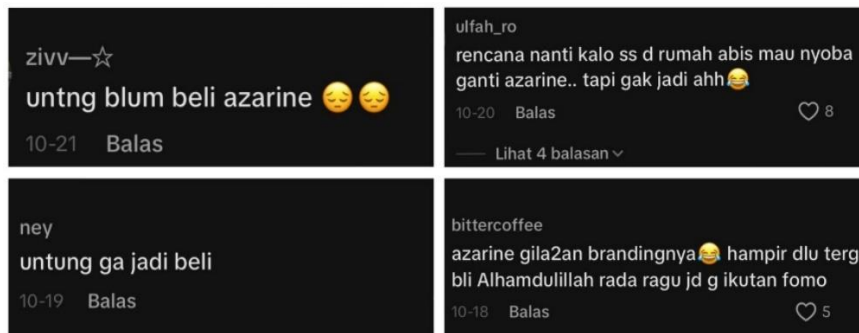 zivv—☆
untng blum beli azarine 😔😔
10-21 Balas
ulfah_ro
rencana nanti kalo ss d rumah abis mau nyoba
ganti azarine.. tapi gak jadi ahh😂
10-20 Balas 8
Lihat 4 balasan
ney
untung ga jadi beli
10-19 Balas
bittercoffee
azarine gila2an brandingnya😂 hampir dlu terg
bli Alhamdulillah rada ragu jd g ikutan fomo
10-18 Balas 5